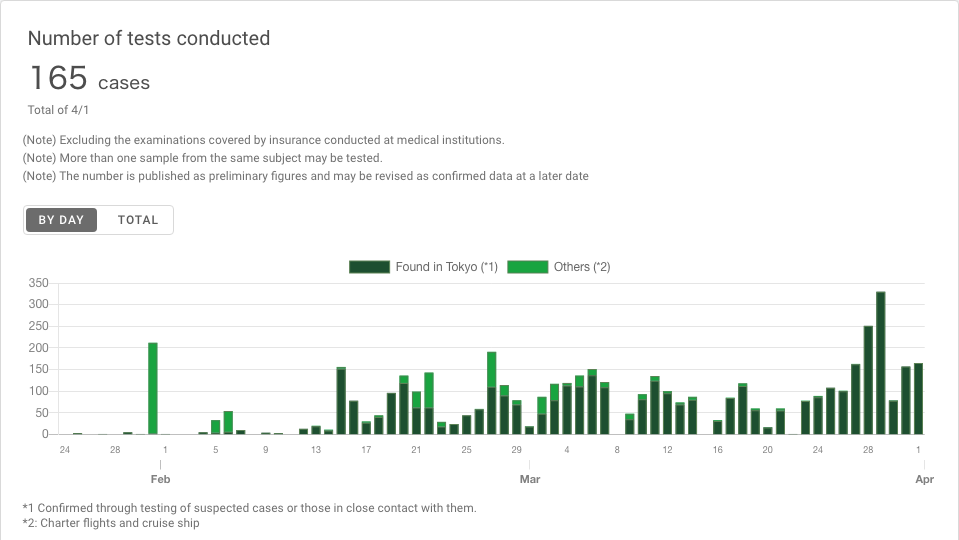 Number of tests conducted
165 cases
Total of 4/1
(Note) Excluding the examinations covered by insurance conducted at medical institutions.
(Note) More than one sample from the same subject may be tested.
(Note) The number is published as preliminary figures and may be revised as confirmed data at a later date
BY DAY TOTAL
Found in Tokyo (*1) Others (*2)
350
300
250
200
150
100
50
0
24 28 1 5 9 13 17 21 25 29 4 8 12 16 20 24 28 1
Feb Mar Apr
*1 Confirmed through testing of suspected cases or those in close contact with them.
*2: Charter flights and cruise ship